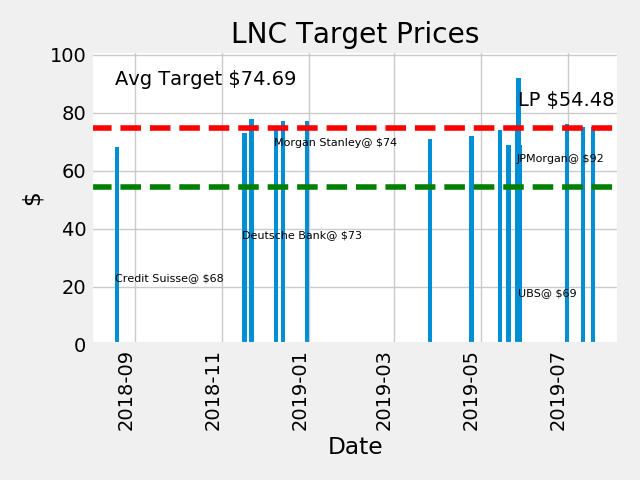 LNC Target Prices
100
80
60
40
20
0
$
Avg Target $74.69
LP $54.48
Morgan Stanley@ $74
JPMorgan@ $92
Deutsche Bank@ $73
Credit Suisse@ $68
UBS@ $69
2018-09
2018-11
2019-01
2019-03
2019-05
2019-07
Date